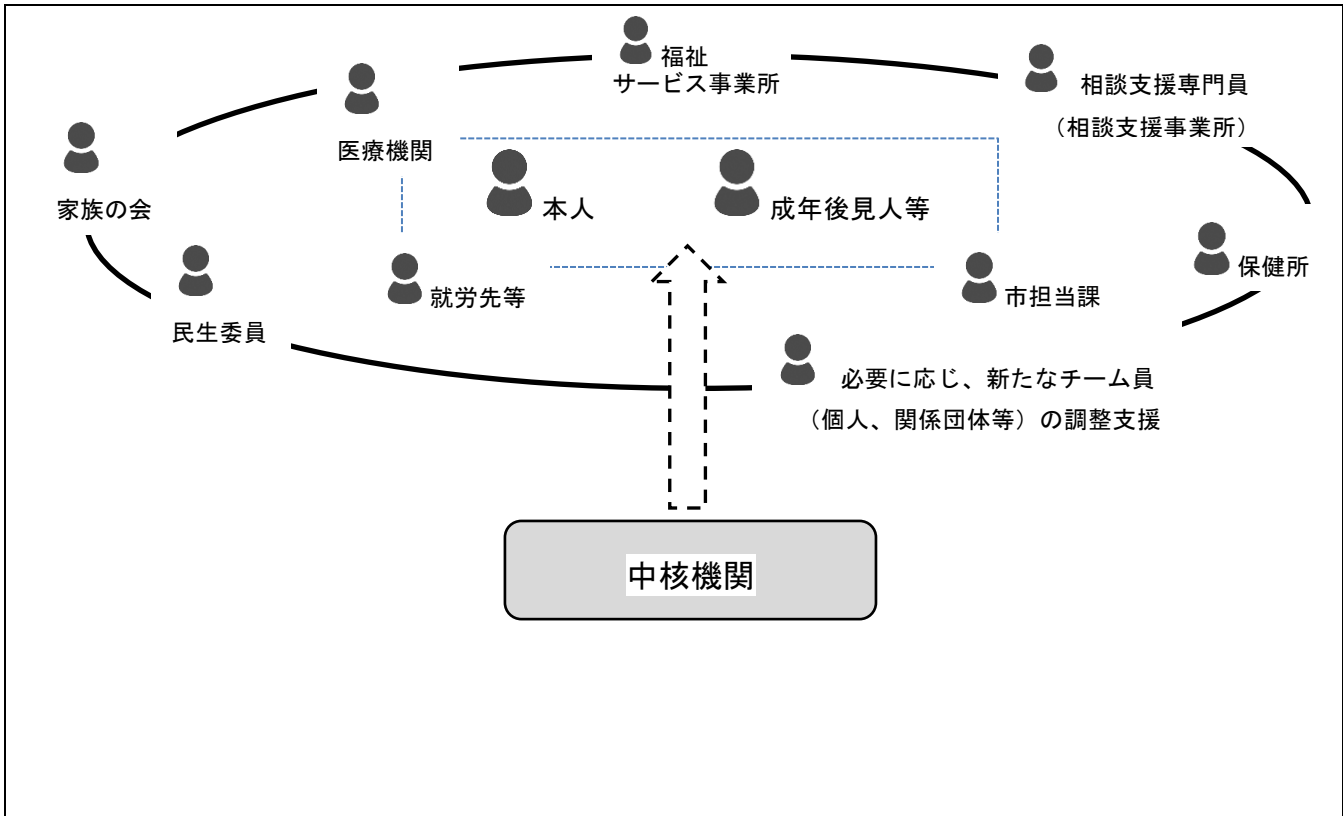 福祉
サービス事業所
相談支援専門員
（相談支援事業所）
医療機関
家族の会
本人
成年後見人等
保健所
就労先等
市担当課
民生委員
必要に応じ、新たなチーム員
（個人、関係団体等）の調整支援
中核機関